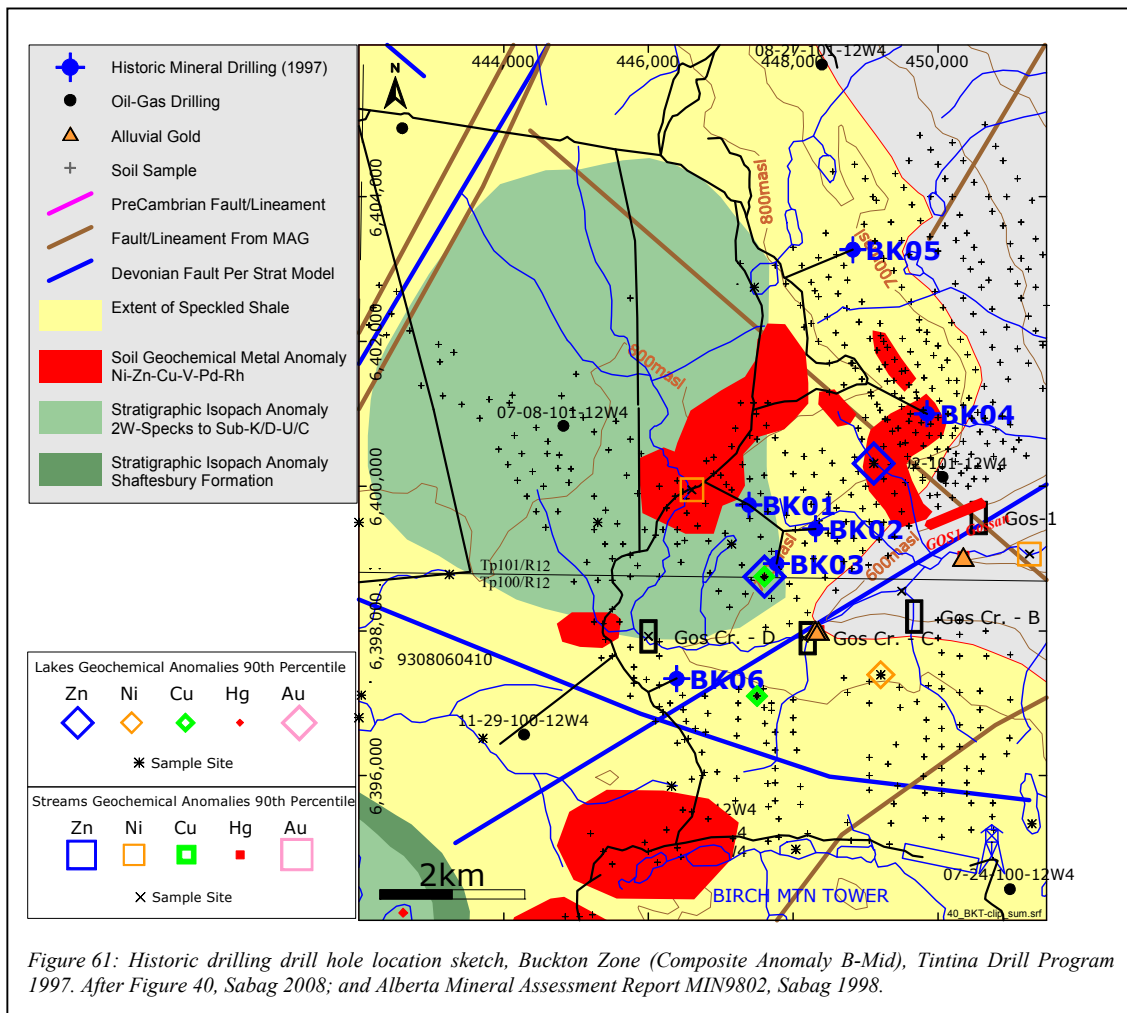 Historic Mineral Drilling (1997)
Oil-Gas Drilling
Alluvial Gold
Soil Sample
PreCambrian Fault/Lineament
Fault/Lineament From MAG
Devonian Fault Per Strat Model
Extent of Speckled Shale
Soil Geochemical Metal Anomaly
Ni-Zn-Cu-V-Pd-Rh
Stratigraphic Isopach Anomaly
2W-Specks to Sub-K/D-U/C
Stratigraphic Isopach Anomaly
Shaftesbury Formation
Lakes Geochemical Anomalies 90th Percentile
Zn Ni Cu Hg Au
Sample Site
Streams Geochemical Anomalies 90th Percentile
Zn Ni Cu Hg Au
Sample Site
N
444,000 446,000 448,000 450,000
08-27-101-12W4
6,404,000
800masl
BK05
700masl
6,402,000
800masl
07-08-101-12W4
BK04
2-101-12W4
6,400,000
BK01
BK02
Gos-1
GOS1
BK03
masl
600masl
Tp101/R12
Tp100/R12
6,398,000
Gos Cr. - D
Gos Cr. - C
Gos Cr. - B
9308060410
BK06
11-29-100-12W4
6,396,000
12W4
2km
BIRCH MTN TOWER
07-24-100-12W4
40_BKT-clip_sum.srf
Figure 61: Historic drilling drill hole location sketch, Buckton Zone (Composite Anomaly B-Mid), Tintina Drill Program
1997. After Figure 40, Sabag 2008; and Alberta Mineral Assessment Report MIN9802, Sabag 1998.